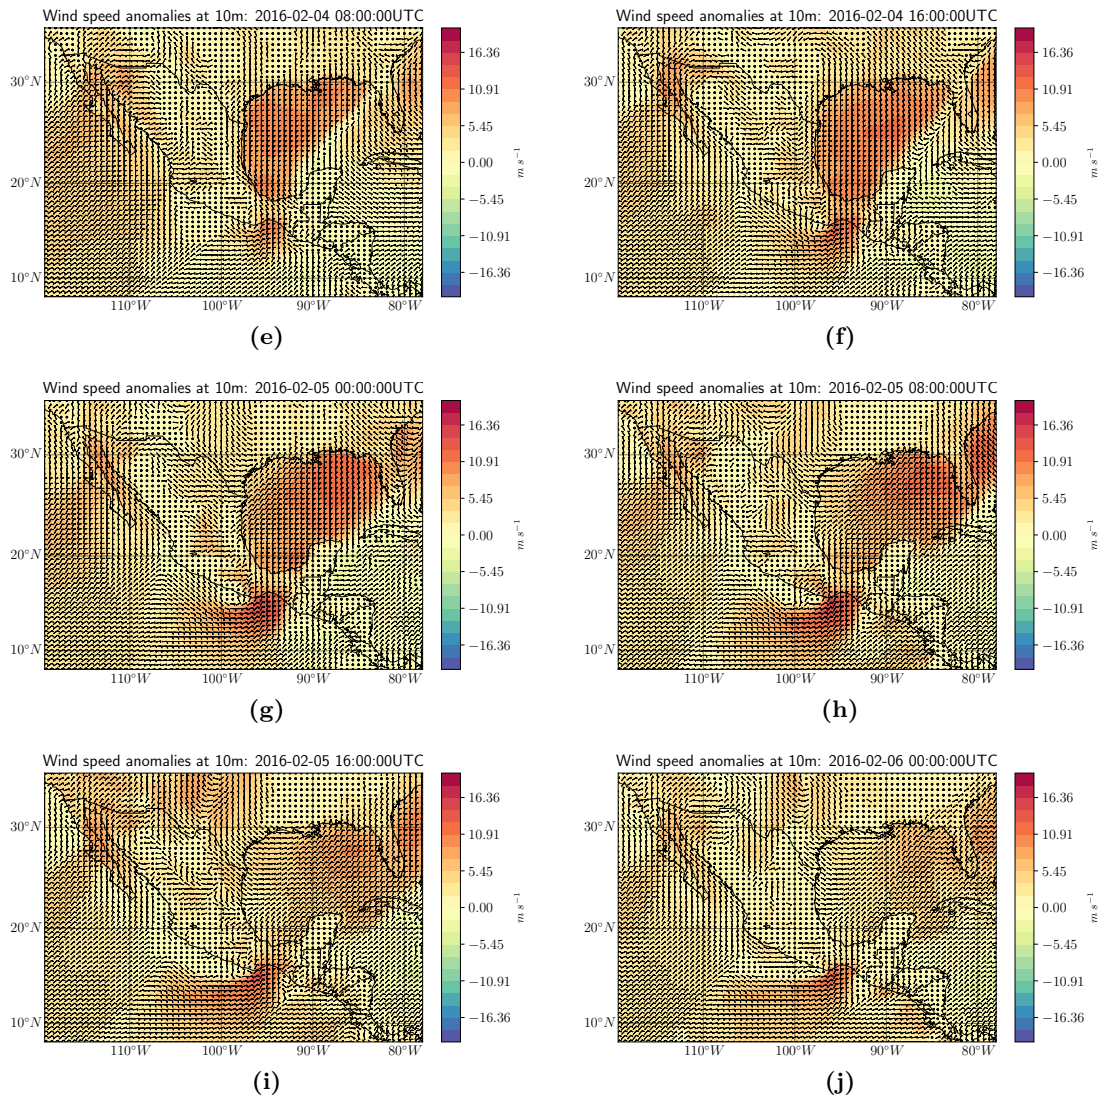 Wind speed anomalies at 10m: 2016-02-04 08:00:00UTC
30°N
20°N
10°N
110°W 100°W 90°W 80°W
16.36
10.91
5.45
0.00
−5.45
−10.91
−16.36
m s⁻¹
(e)
Wind speed anomalies at 10m: 2016-02-04 16:00:00UTC
30°N
20°N
10°N
110°W 100°W 90°W 80°W
16.36
10.91
5.45
0.00
−5.45
−10.91
−16.36
m s⁻¹
(f)
Wind speed anomalies at 10m: 2016-02-05 00:00:00UTC
30°N
20°N
10°N
110°W 100°W 90°W 80°W
16.36
10.91
5.45
0.00
−5.45
−10.91
−16.36
m s⁻¹
(g)
Wind speed anomalies at 10m: 2016-02-05 08:00:00UTC
30°N
20°N
10°N
110°W 100°W 90°W 80°W
16.36
10.91
5.45
0.00
−5.45
−10.91
−16.36
m s⁻¹
(h)
Wind speed anomalies at 10m: 2016-02-05 16:00:00UTC
30°N
20°N
10°N
110°W 100°W 90°W 80°W
16.36
10.91
5.45
0.00
−5.45
−10.91
−16.36
m s⁻¹
(i)
Wind speed anomalies at 10m: 2016-02-06 00:00:00UTC
30°N
20°N
10°N
110°W 100°W 90°W 80°W
16.36
10.91
5.45
0.00
−5.45
−10.91
−16.36
m s⁻¹
(j)